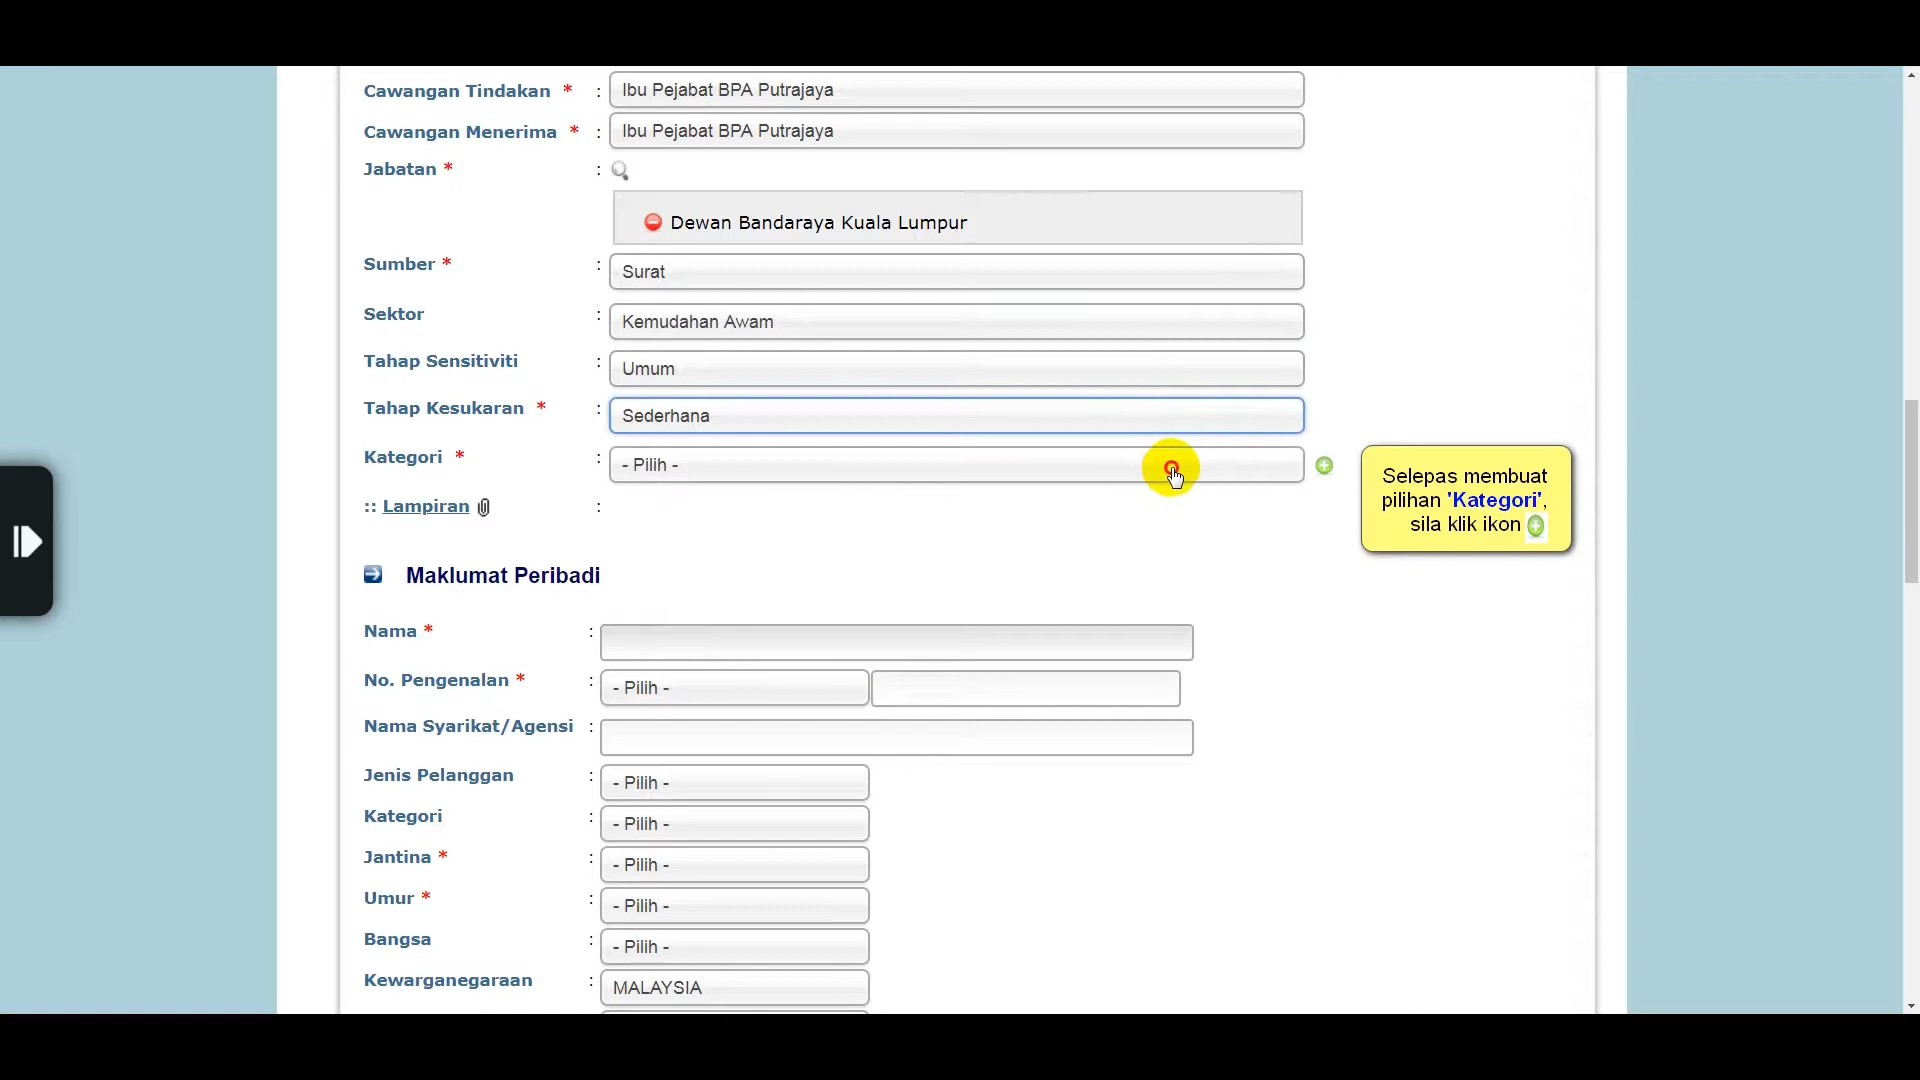 Cawangan Tindakan * : Ibu Pejabat BPA Putrajaya
Cawangan Menerima * : Ibu Pejabat BPA Putrajaya
Jabatan * :
Dewan Bandaraya Kuala Lumpur
Sumber * : Surat
Sektor : Kemudahan Awam
Tahap Sensitiviti : Umum
Tahap Kesukaran * : Sederhana
Kategori * : - Pilih -
Selepas membuat
pilihan 'Kategori',
sila klik ikon
:: Lampiran :
Maklumat Peribadi
Nama * :
No. Pengenalan * : - Pilih -
Nama Syarikat/Agensi :
Jenis Pelanggan : - Pilih -
Kategori : - Pilih -
Jantina * : - Pilih -
Umur * : - Pilih -
Bangsa : - Pilih -
Kewarganegaraan : MALAYSIA